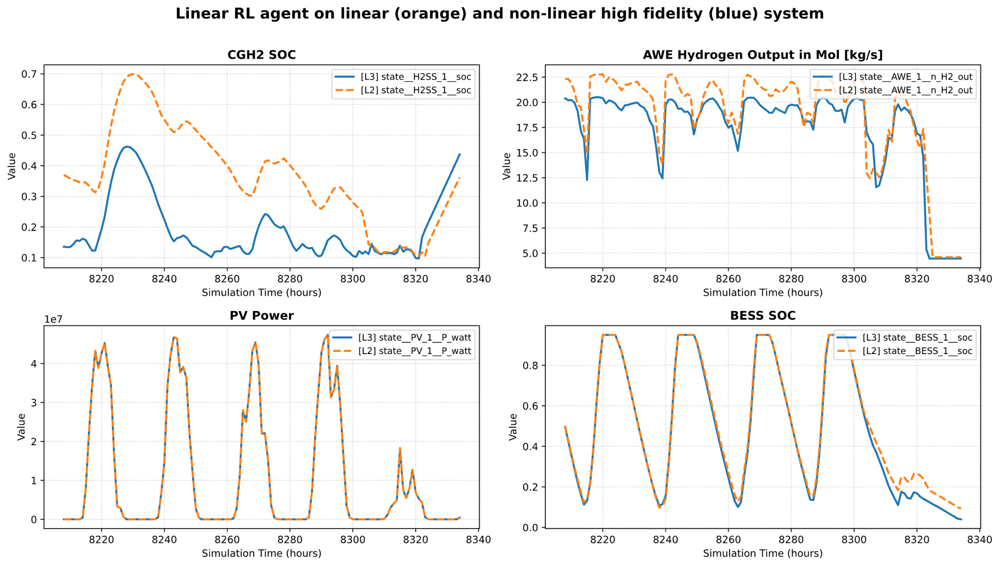 Linear RL agent on linear (orange) and non-linear high fidelity (blue) system
CGH2 SOC
Value
0.7
0.6
0.5
0.4
0.3
0.2
0.1
[L3] state__H2SS_1__soc
[L2] state__H2SS_1__soc
8220 8240 8260 8280 8300 8320 8340
Simulation Time (hours)
AWE Hydrogen Output in Mol [kg/s]
Value
22.5
20.0
17.5
15.0
12.5
10.0
7.5
5.0
[L3] state__AWE_1__n_H2_out
[L2] state__AWE_1__n_H2_out
8220 8240 8260 8280 8300 8320 8340
Simulation Time (hours)
PV Power
1e7
Value
4
3
2
1
0
[L3] state__PV_1__P_watt
[L2] state__PV_1__P_watt
8220 8240 8260 8280 8300 8320 8340
Simulation Time (hours)
BESS SOC
Value
0.8
0.6
0.4
0.2
0.0
[L3] state__BESS_1__soc
[L2] state__BESS_1__soc
8220 8240 8260 8280 8300 8320 8340
Simulation Time (hours)